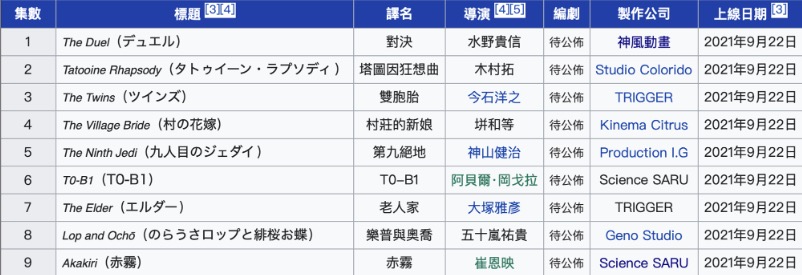 集數 標題 [3][4] 譯名 導演 [4][5] 編劇 製作公司 上線日期 [3]
1 The Duel（デュエル） 對決 水野貴信 待公佈 神風動畫 2021年9月22日
2 Tatooine Rhapsody（タトゥイーン・ラプソディ） 塔圖因狂想曲 木村拓 待公佈 Studio Colorido 2021年9月22日
3 The Twins（ツインズ） 雙胞胎 今石洋之 待公佈 TRIGGER 2021年9月22日
4 The Village Bride（村の花嫁） 村莊的新娘 垪和等 待公佈 Kinema Citrus 2021年9月22日
5 The Ninth Jedi（九人目のジェダイ） 第九絕地 神山健治 待公佈 Production I.G 2021年9月22日
6 T0-B1（T0-B1） T0–B1 阿貝爾·岡戈拉 待公佈 Science SARU 2021年9月22日
7 The Elder（エルダー） 老人家 大塚雅彥 待公佈 TRIGGER 2021年9月22日
8 Lop and Ochō（のらうさロップと緋桜お蝶） 樂普與奧喬 五十嵐祐貴 待公佈 Geno Studio 2021年9月22日
9 Akakiri（赤霧） 赤霧 崔恩映 待公佈 Science SARU 2021年9月22日